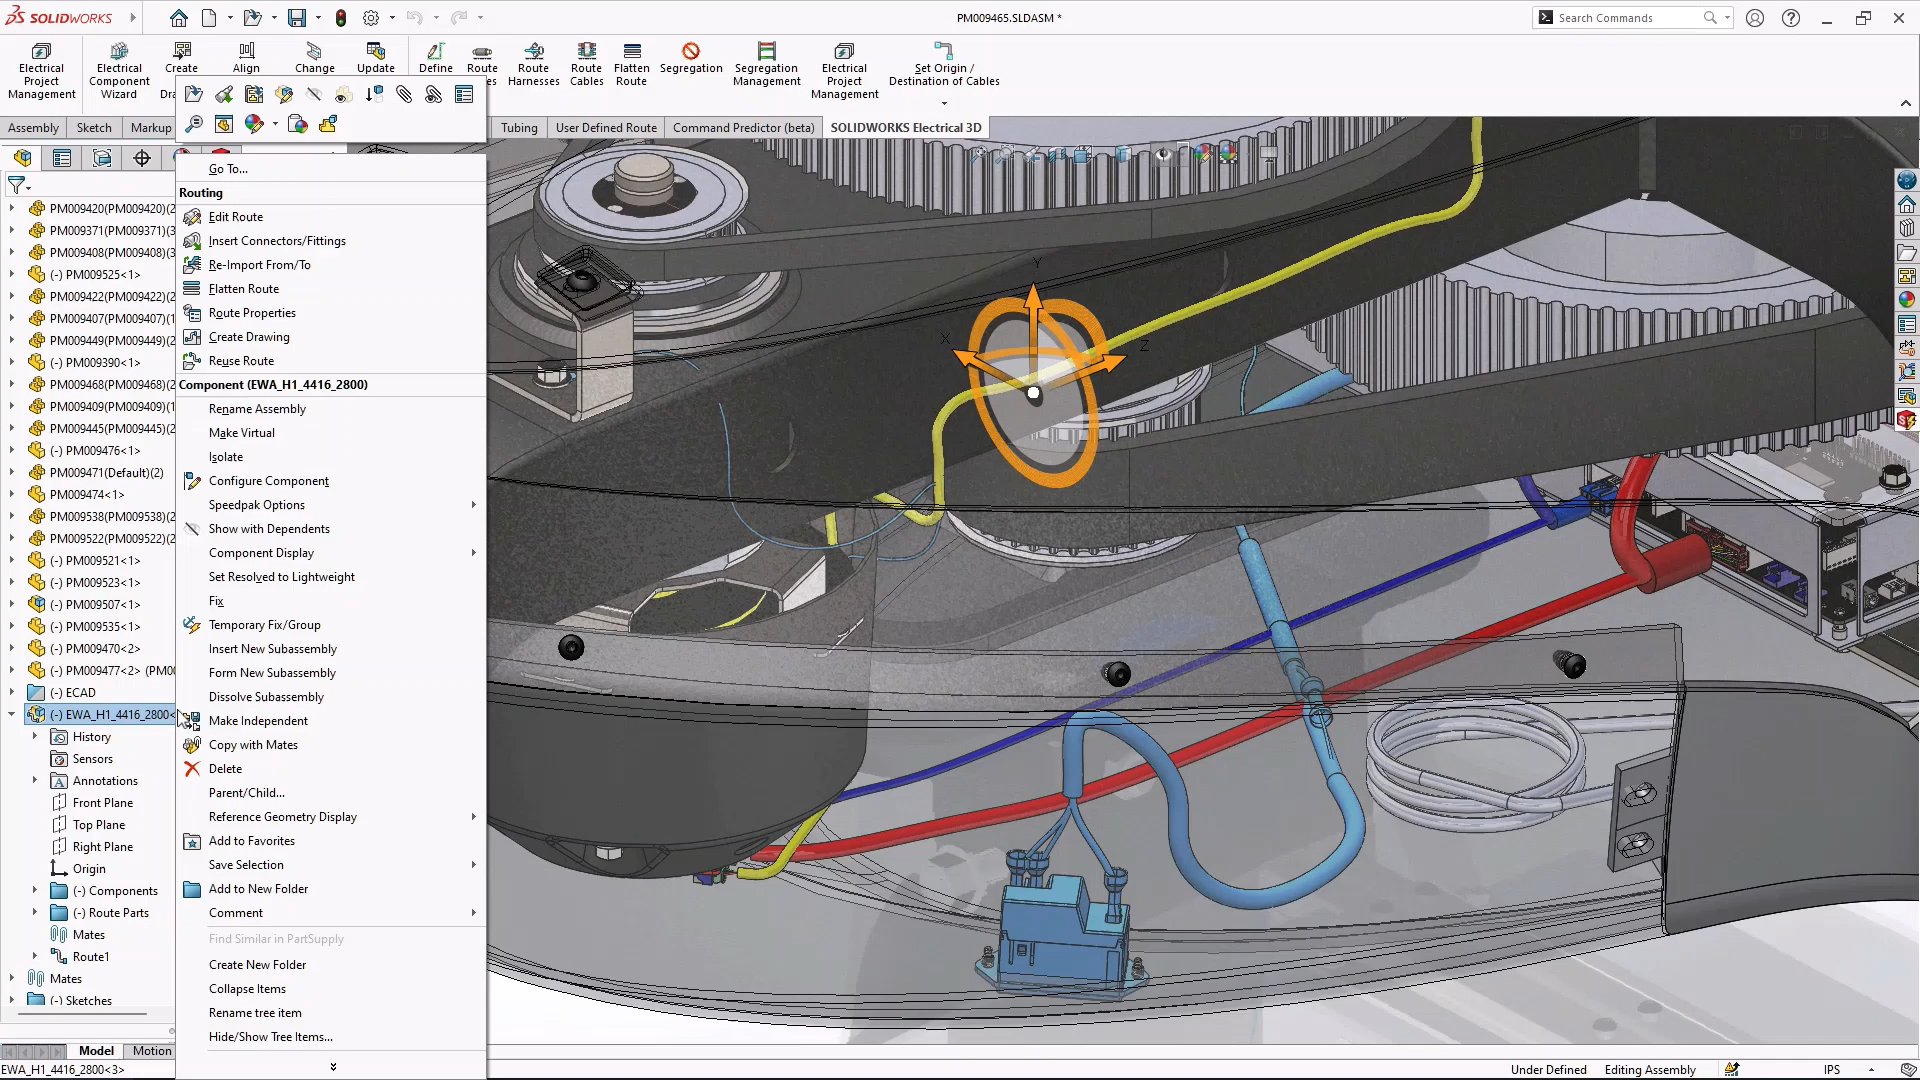 SOLIDWORKS
PM009465.SLDASM *
Search Commands
Electrical Project Management
Electrical Component Wizard
Create
Align
Change
Update
Define
Route
Route Harnesses
Route Cables
Flatten Route
Segregation
Segregation Management
Electrical Project Management
Set Origin / Destination of Cables
Assembly
Sketch
Markup
Tubing
User Defined Route
Command Predictor (beta)
SOLIDWORKS Electrical 3D
PM009420(PM009420)(2
PM009371(PM009371)(3
PM009408(PM009408)(3
(-) PM009525<1>
PM009422(PM009422)(2
PM009407(PM009407)(1
PM009449(PM009449)(2
(-) PM009390<1>
PM009468(PM009468)(2
PM009409(PM009409)(1
PM009445(PM009445)(2
(-) PM009476<1>
PM009471(Default)(2)
PM009474<1>
PM009538(PM009538)(2
PM009522(PM009522)(2
(-) PM009521<1>
(-) PM009523<1>
(-) PM009507<1>
(-) PM009535<1>
(-) PM009470<2>
(-) PM009477<2> (PM00
(-) ECAD
(-) EWA_H1_4416_2800<
History
Sensors
Annotations
Front Plane
Top Plane
Right Plane
Origin
(-) Components
(-) Route Parts
Mates
Route1
Mates
(-) Sketches
Go To...
Routing
Edit Route
Insert Connectors/Fittings
Re-Import From/To
Flatten Route
Route Properties
Create Drawing
Reuse Route
Component (EWA_H1_4416_2800)
Rename Assembly
Make Virtual
Isolate
Configure Component
Speedpak Options
Show with Dependents
Component Display
Set Resolved to Lightweight
Fix
Temporary Fix/Group
Insert New Subassembly
Form New Subassembly
Dissolve Subassembly
Make Independent
Copy with Mates
Delete
Parent/Child...
Reference Geometry Display
Add to Favorites
Save Selection
Add to New Folder
Comment
Find Similar in PartSupply
Create New Folder
Collapse Items
Rename tree item
Hide/Show Tree Items...
Y
X
Z
Model
Motion
EWA_H1_4416_2800<3>
Under Defined
Editing Assembly
IPS